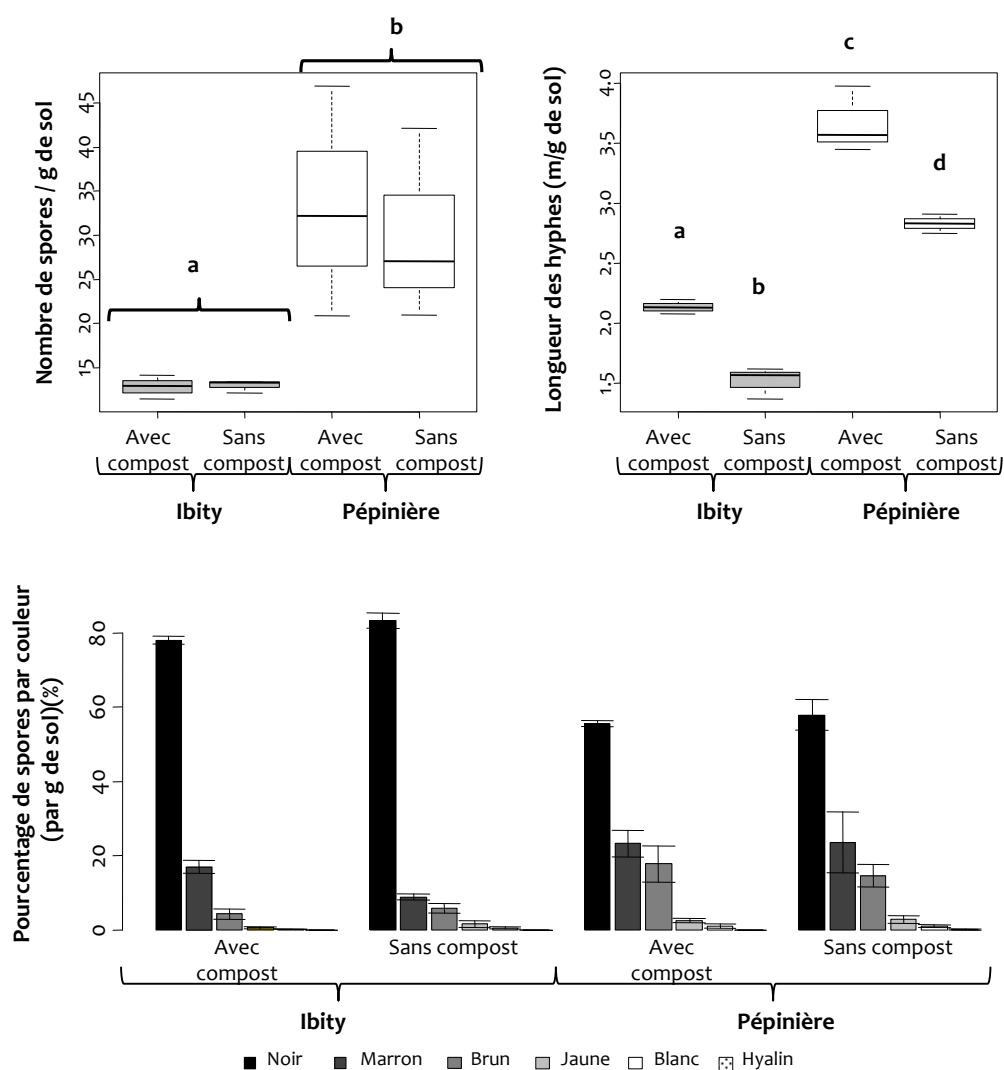 b
c
Nombre de spores / g de sol
45
40
35
30
25
20
15
a
Avec compost
Sans compost
Avec compost
Sans compost
Ibity
Pépinière
Longueur des hyphes (m/g de sol)
4.0
3.5
3.0
2.5
2.0
1.5
a
b
d
Avec compost
Sans compost
Avec compost
Sans compost
Ibity
Pépinière
Pourcentage de spores par couleur
(par g de sol)(%)
80
60
40
20
0
Avec
compost
Sans compost
Avec
compost
Sans compost
Ibity
Pépinière
Noir Marron Brun Jaune Blanc Hyalin